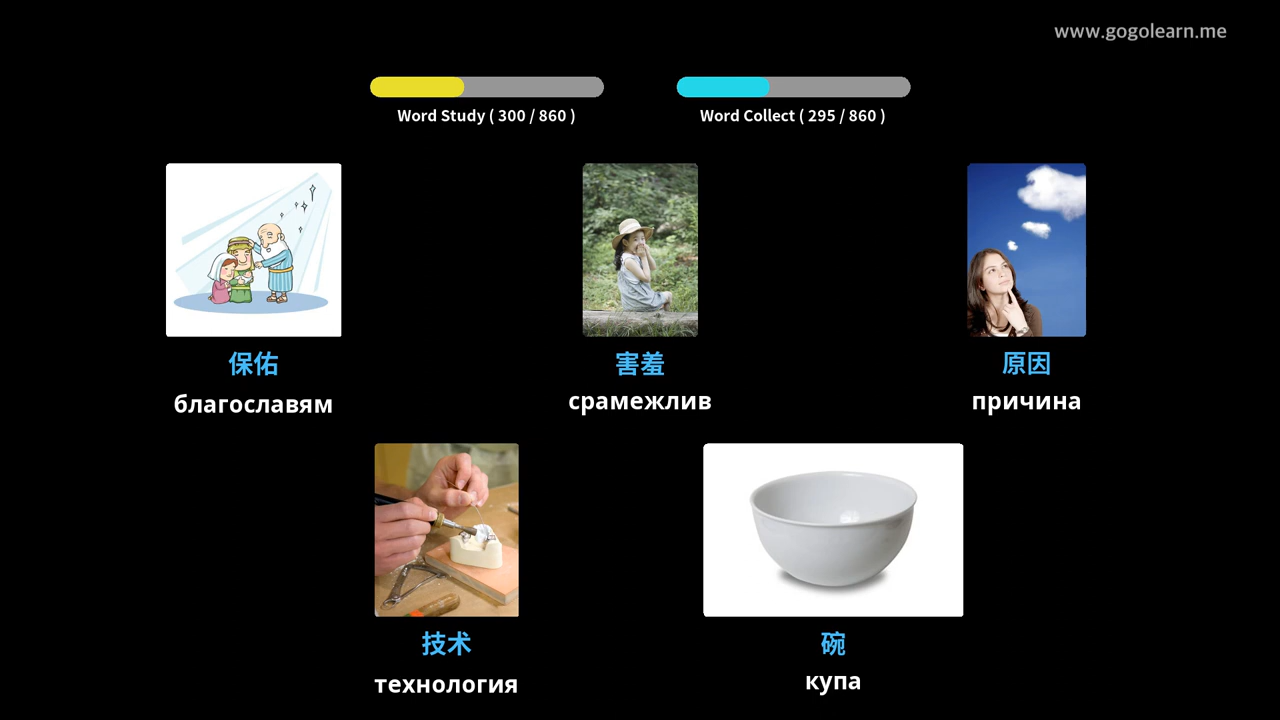 www.gogolearn.me
Word Study ( 300 / 860 )
Word Collect ( 295 / 860 )
保佑
благославям
害羞
срамежлив
原因
причина
技术
технология
碗
купа